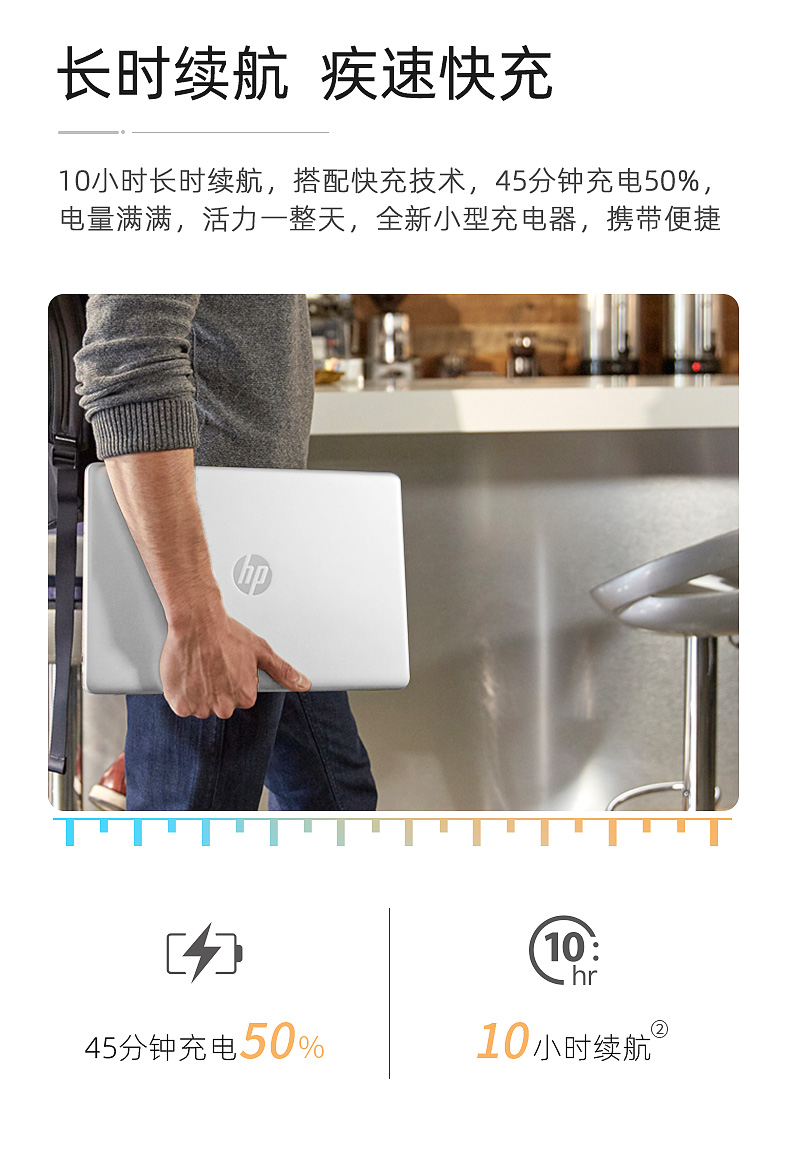 长时续航 疾速快充
10小时长时续航，搭配快充技术，45分钟充电50%，
电量满满，活力一整天，全新小型充电器，携带便捷
hp
10
hr
45分钟充电50%
10小时续航②